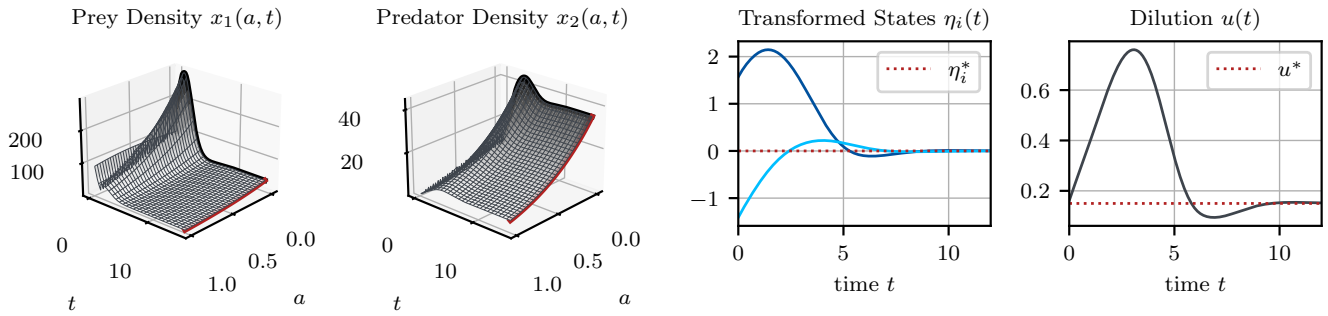 Prey Density x₁(a, t)
200
100
0
10
t
0.0
0.5
1.0
a
Predator Density x₂(a, t)
40
20
0
10
t
0.0
0.5
1.0
a
Transformed States ηᵢ(t)
2
1
0
−1
ηᵢ*
0
5
10
time t
Dilution u(t)
0.6
0.4
0.2
u*
0
5
10
time t